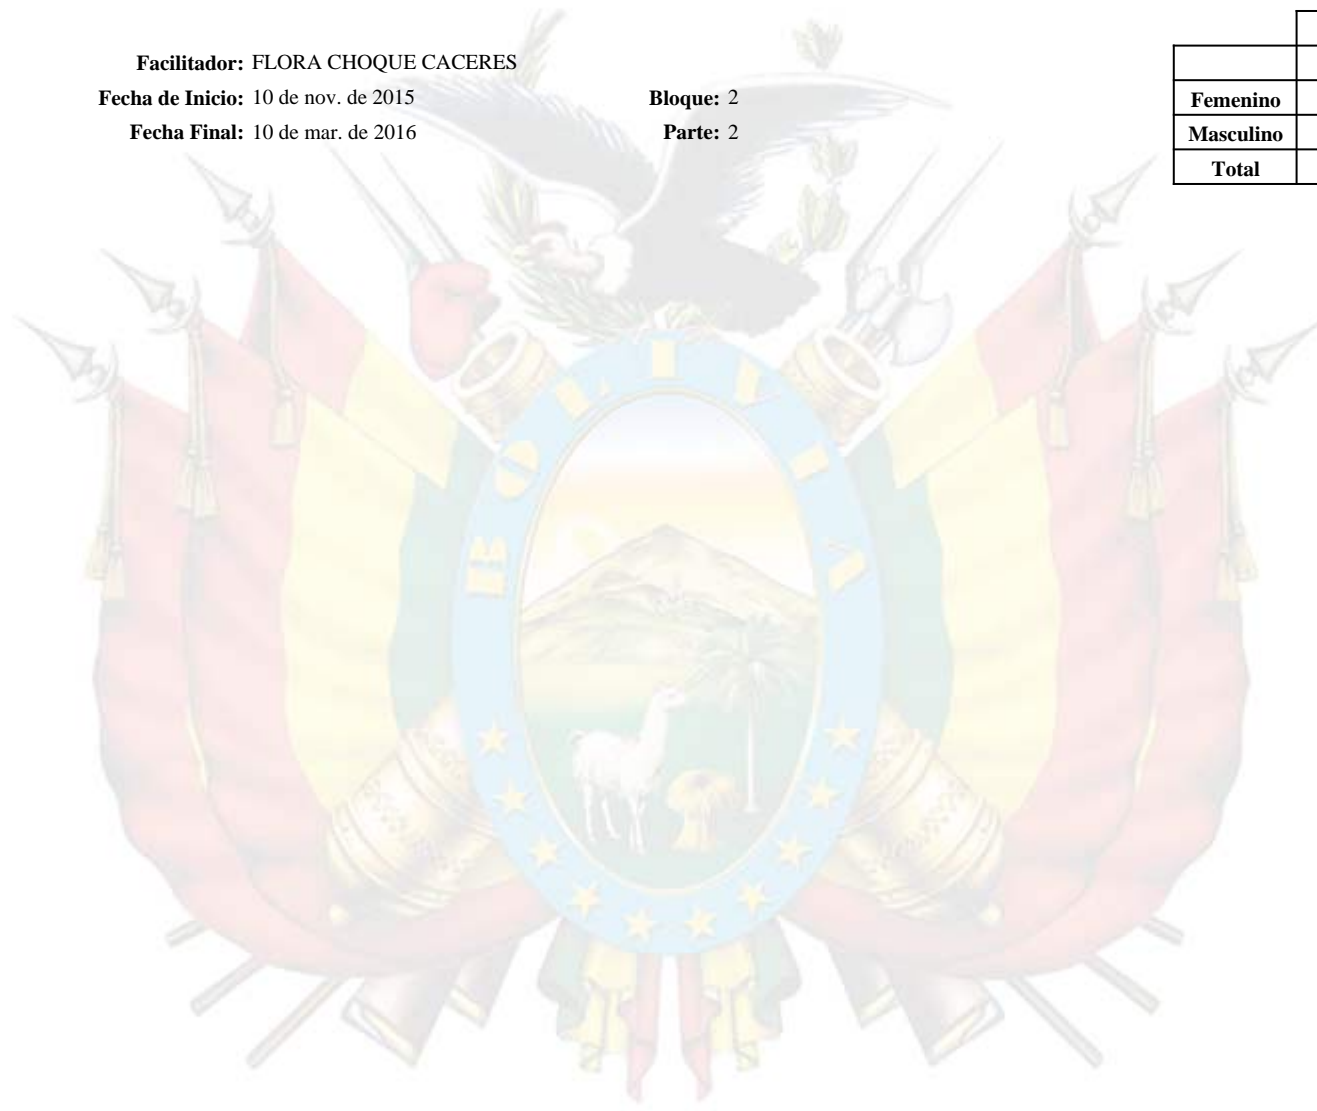 Facilitador: FLORA CHOQUE CACERES
Fecha de Inicio: 10 de nov. de 2015 Bloque: 2
Fecha Final: 10 de mar. de 2016 Parte: 2
Femenino
Masculino
Total
BOLIVIA